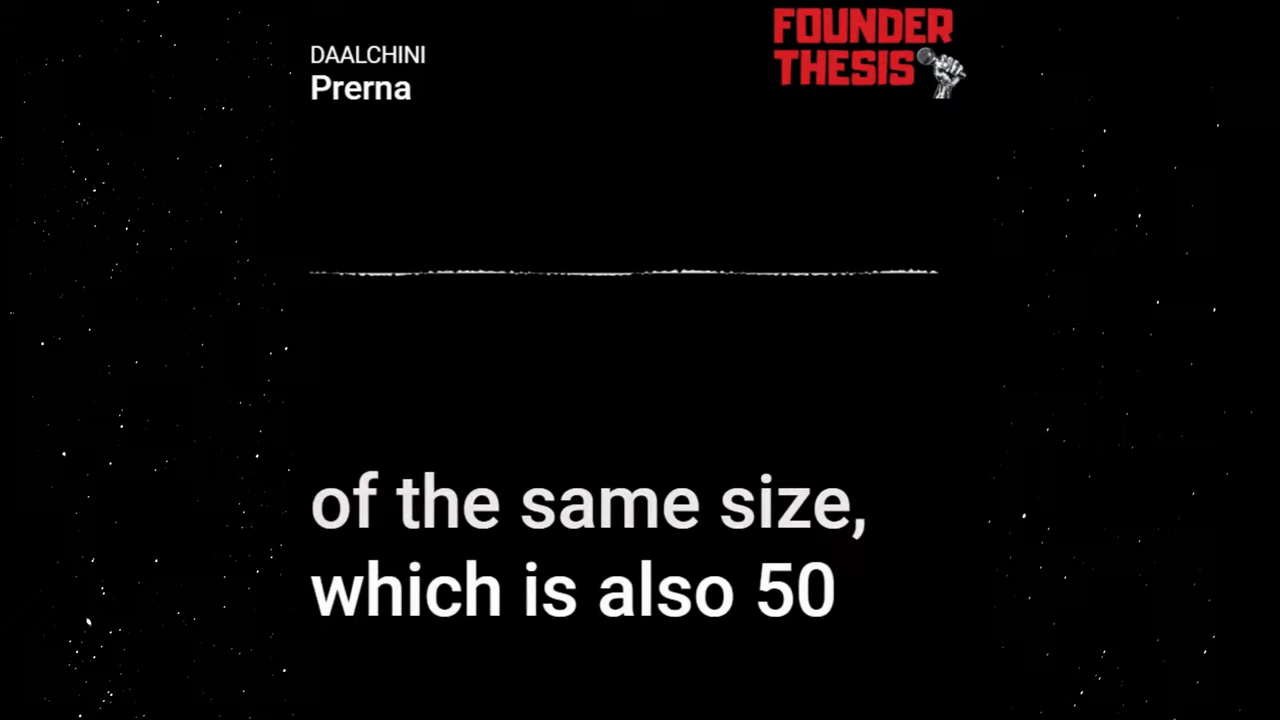 DAALCHINI
Prerna
FOUNDER
THESIS
of the same size,
which is also 50